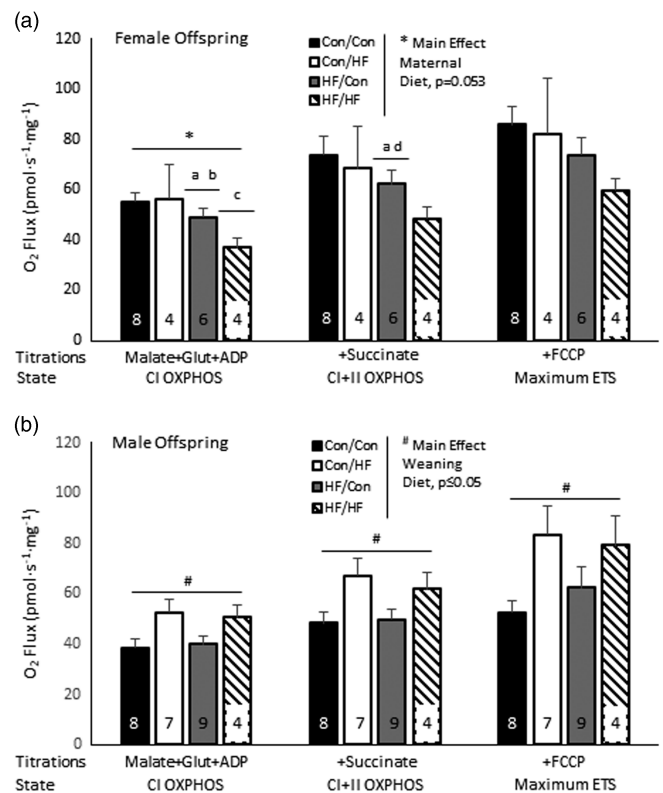 (a)
120
100
80
60
40
20
0
O₂ Flux (pmol·s⁻¹·mg⁻¹)
Female Offspring
Con/Con
Con/HF
HF/Con
HF/HF
* Main Effect
Maternal
Diet, p=0.053
*
a b
c
a d
8 4 6 4
8 4 6 4
8 4 6 4
Titrations Malate+Glut+ADP +Succinate +FCCP
State CI OXPHOS CI+II OXPHOS Maximum ETS
(b)
120
100
80
60
40
20
0
O₂ Flux (pmol·s⁻¹·mg⁻¹)
Male Offspring
Con/Con
Con/HF
HF/Con
HF/HF
# Main Effect
Weaning
Diet, p≤0.05
#
#
#
8 7 9 4
8 7 9 4
8 7 9 4
Titrations Malate+Glut+ADP +Succinate +FCCP
State CI OXPHOS CI+II OXPHOS Maximum ETS